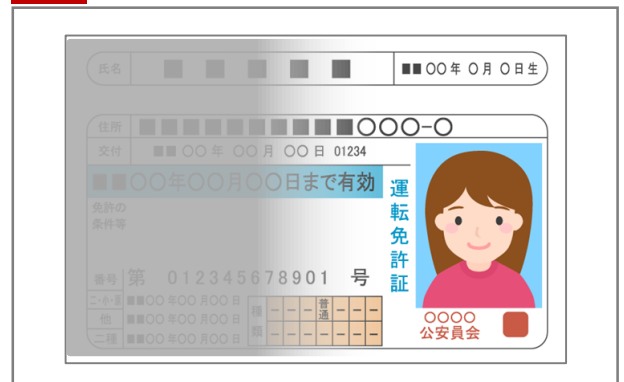 氏名 ■ ■ ■ ■ ■ ■■○○年 ○月 ○日生
住所 ■■■■■■■■■■○○○-○
交付 ■■○○年 ○○月 ○○日 01234
■■○○年○○月○○日まで有効
免許の
条件等
運転免許証
番号 第 012345678901 号
二・小・原 ■■○○年○○月○○日
他 ■■○○年○○月○○日
二種 ■■○○年○○月○○日
種類 - - - 普通 - - -
- - - - - - -
○○○○
公安員会